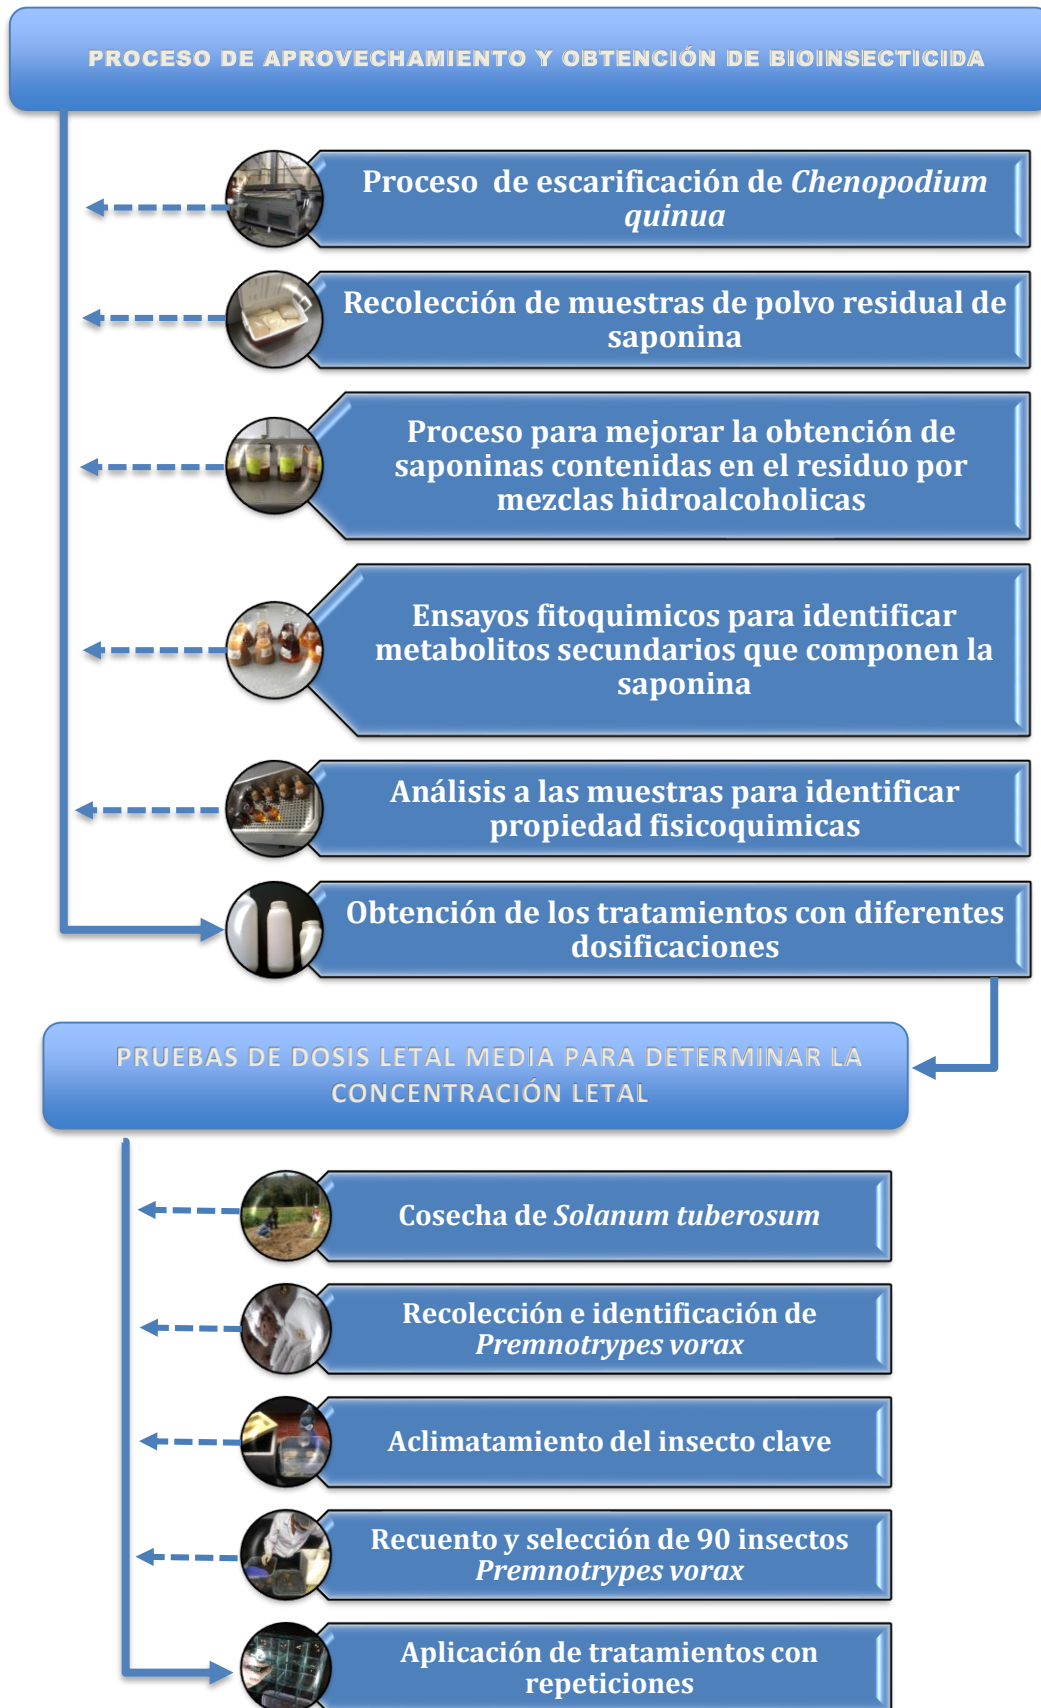 PROCESO DE APROVECHAMIENTO Y OBTENCIÓN DE BIOINSECTICIDA
Proceso de escarificación de Chenopodium
quinua
Recolección de muestras de polvo residual de
saponina
Proceso para mejorar la obtención de
saponinas contenidas en el residuo por
mezclas hidroalcoholicas
Ensayos fitoquimicos para identificar
metabolitos secundarios que componen la
saponina
Análisis a las muestras para identificar
propiedad fisicoquimicas
Obtención de los tratamientos con diferentes
dosificaciones
PRUEBAS DE DOSIS LETAL MEDIA PARA DETERMINAR LA
CONCENTRACIÓN LETAL
Cosecha de Solanum tuberosum
Recolección e identificación de
Premnotrypes vorax
Aclimatamiento del insecto clave
Recuento y selección de 90 insectos
Premnotrypes vorax
Aplicación de tratamientos con
repeticiones